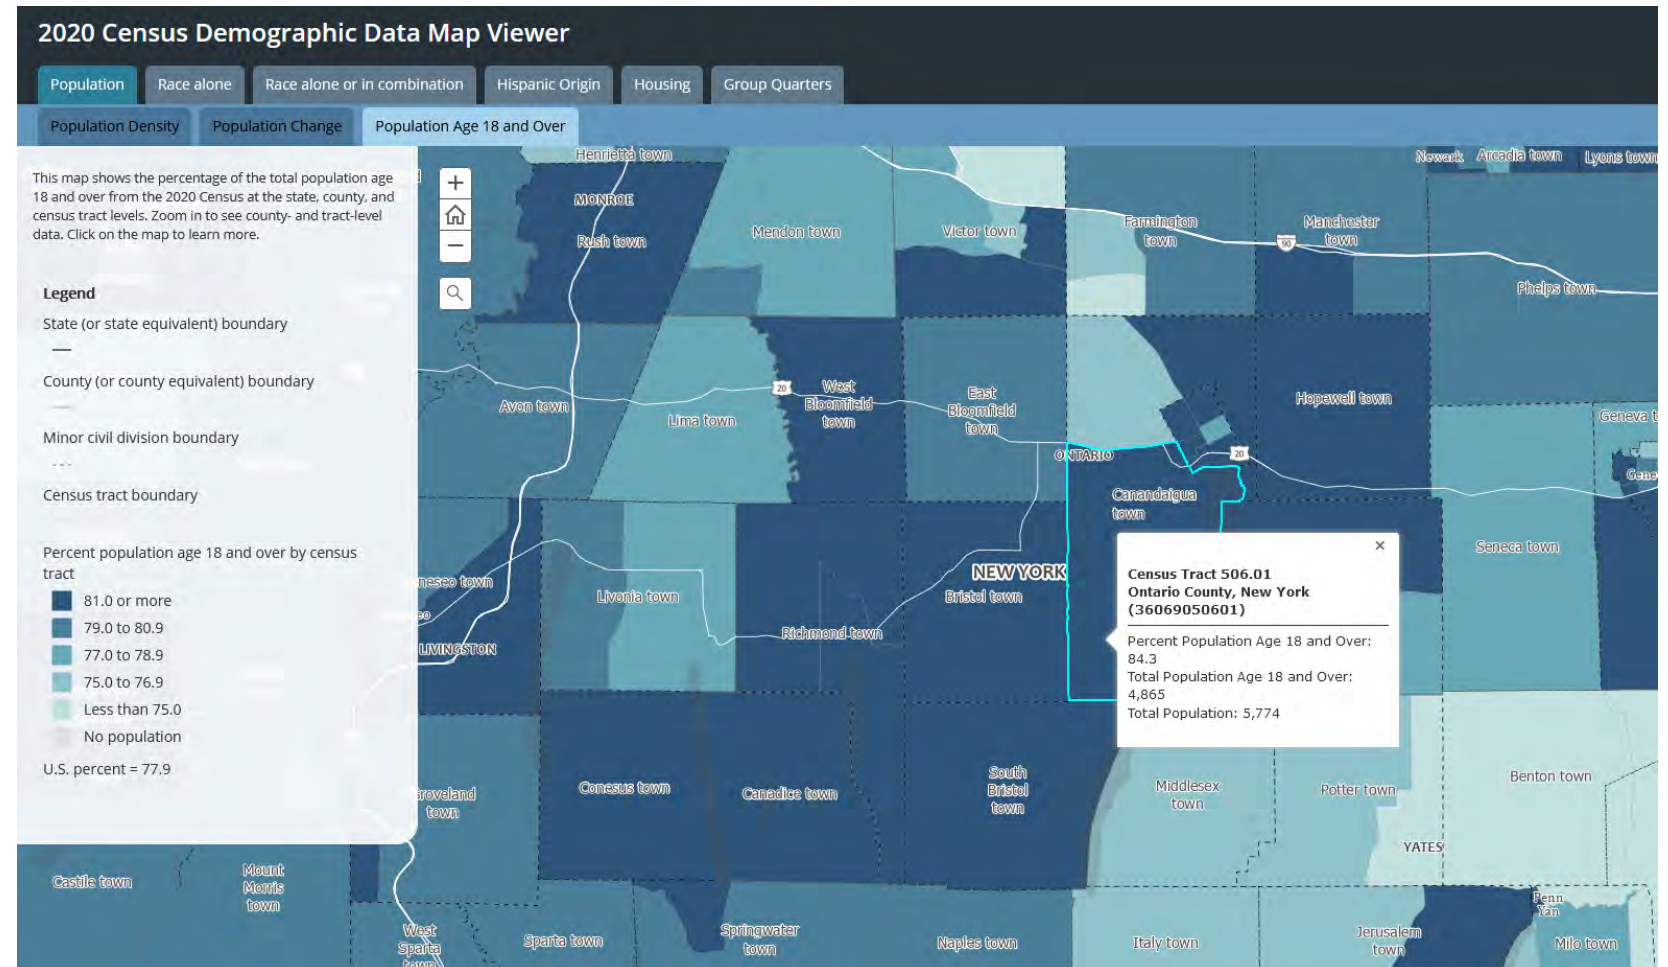 2020 Census Demographic Data Map Viewer
Population
Race alone
Race alone or in combination
Hispanic Origin
Housing
Group Quarters
Population Density
Population Change
Population Age 18 and Over
This map shows the percentage of the total population age
18 and over from the 2020 Census at the state, county, and
census tract levels. Zoom in to see county- and tract-level
data. Click on the map to learn more.
Legend
State (or state equivalent) boundary
County (or county equivalent) boundary
Minor civil division boundary
Census tract boundary
Percent population age 18 and over by census
tract
81.0 or more
79.0 to 80.9
77.0 to 78.9
75.0 to 76.9
Less than 75.0
No population
U.S. percent = 77.9
Henrietta town
MONROE
Rush town
Mendon town
Victor town
Farmington
town
Manchester
town
90
Newark
Arcadia town
Lyons town
Phelps town
Avon town
Lima town
20
West
Bloomfield
town
East
Bloomfield
town
Hopewell town
Geneva t
ONTARIO
20
Gene
Canandaigua
town
Seneca town
NEW YORK
neseo town
eo
Livonia town
Bristol town
Richmond town
LIVINGSTON
×
Census Tract 506.01
Ontario County, New York
(36069050601)
Percent Population Age 18 and Over:
84.3
Total Population Age 18 and Over:
4,865
Total Population: 5,774
roveland
town
Conesus town
Canadice town
South
Bristol
town
Middlesex
town
Potter town
Benton town
YATES
Castile town
Mount
Morris
town
West
Sparta
town
Sparta town
Springwater
town
Naples town
Italy town
Jerusalem
town
Penn
Yan
Milo town